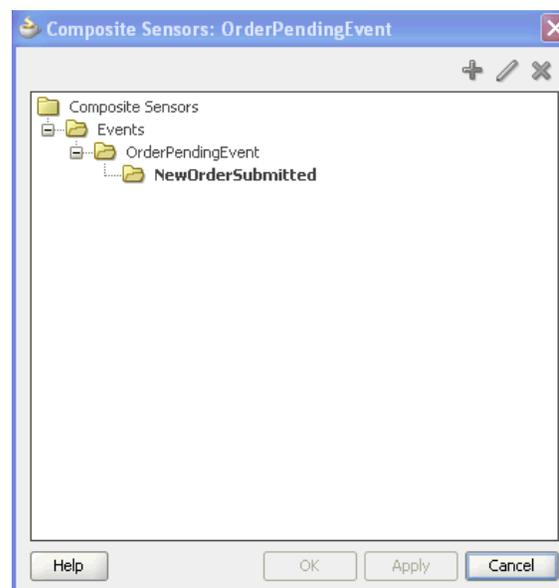 Composite Sensors: OrderPendingEvent
Composite Sensors
Events
OrderPendingEvent
NewOrderSubmitted
Help OK Apply Cancel